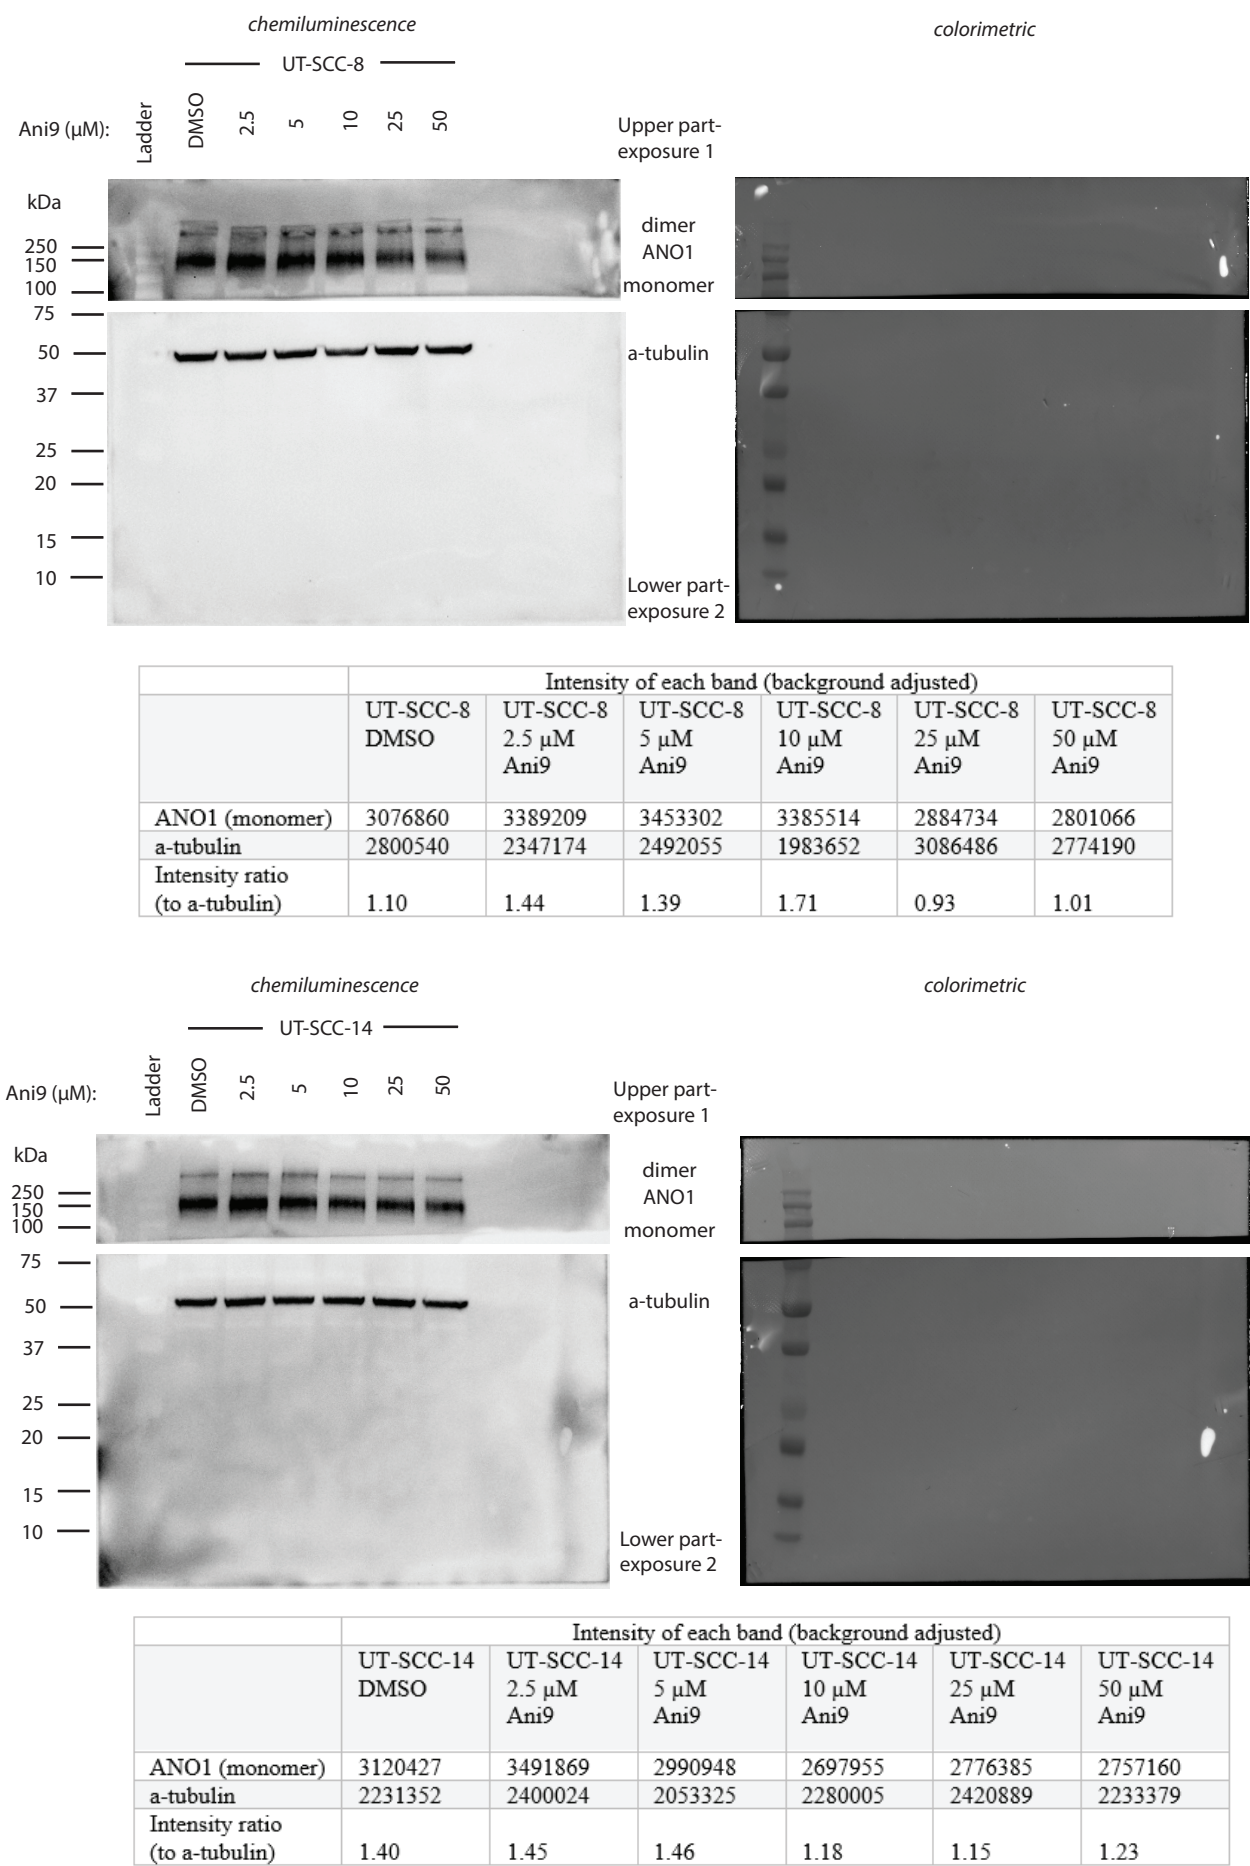 chemiluminescence
colorimetric
UT-SCC-8
Ani9 (µM):
Ladder
DMSO
2.5
5
10
25
50
Upper part-
exposure 1
kDa
250
150
100
75
50
37
25
20
15
10
dimer
ANO1
monomer
a-tubulin
Lower part-
exposure 2
Intensity of each band (background adjusted)
UT-SCC-8 UT-SCC-8 UT-SCC-8 UT-SCC-8 UT-SCC-8 UT-SCC-8
DMSO 2.5 µM 5 µM 10 µM 25 µM 50 µM
Ani9 Ani9 Ani9 Ani9 Ani9
ANO1 (monomer) 3076860 3389209 3453302 3385514 2884734 2801066
a-tubulin 2800540 2347174 2492055 1983652 3086486 2774190
Intensity ratio
(to a-tubulin) 1.10 1.44 1.39 1.71 0.93 1.01
chemiluminescence
colorimetric
UT-SCC-14
Ani9 (µM):
Ladder
DMSO
2.5
5
10
25
50
Upper part-
exposure 1
kDa
250
150
100
75
50
37
25
20
15
10
dimer
ANO1
monomer
a-tubulin
Lower part-
exposure 2
Intensity of each band (background adjusted)
UT-SCC-14 UT-SCC-14 UT-SCC-14 UT-SCC-14 UT-SCC-14 UT-SCC-14
DMSO 2.5 µM 5 µM 10 µM 25 µM 50 µM
Ani9 Ani9 Ani9 Ani9 Ani9
ANO1 (monomer) 3120427 3491869 2990948 2697955 2776385 2757160
a-tubulin 2231352 2400024 2053325 2280005 2420889 2233379
Intensity ratio
(to a-tubulin) 1.40 1.45 1.46 1.18 1.15 1.23